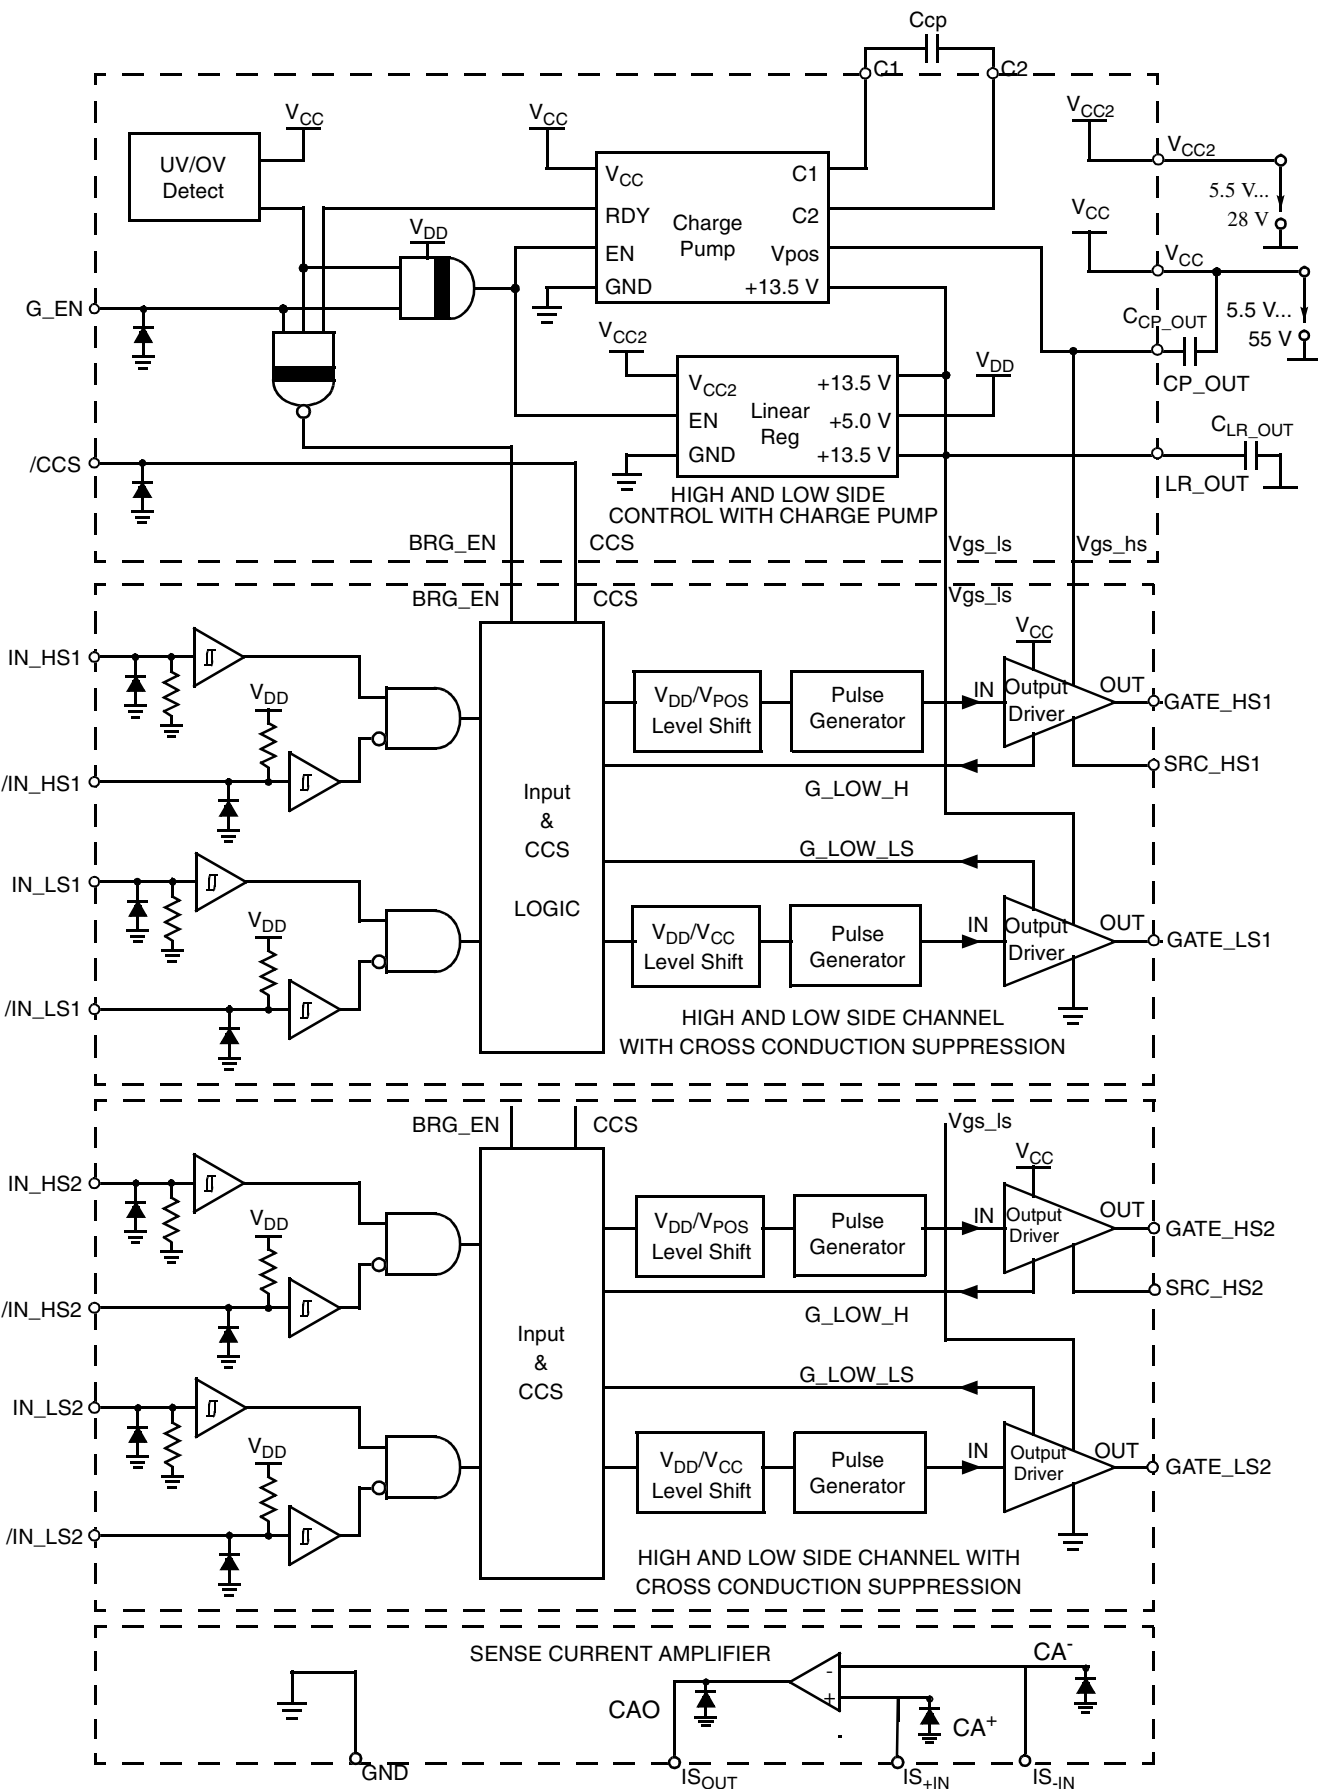 Ccp
C1
C2
VCC2
VCC2
VCC
VCC
UV/OV
Detect
VCC
C1
RDY
C2
Charge
Pump
EN
Vpos
GND
+13.5 V
5.5 V...
28 V
VCC
VCC
VDD
G_EN
CCP_OUT
5.5 V...
55 V
CP_OUT
VCC2
VDD
VCC2
+13.5 V
Linear
Reg
EN
+5.0 V
GND
+13.5 V
CLR_OUT
LR_OUT
/CCS
HIGH AND LOW SIDE
CONTROL WITH CHARGE PUMP
BRG_EN
CCS
Vgs_ls
Vgs_hs
BRG_EN
CCS
Vgs_ls
VCC
IN_HS1
VDD
/IN_HS1
VDD/VPOS
Level Shift
Pulse
Generator
IN
Output
Driver
OUT
GATE_HS1
SRC_HS1
G_LOW_H
Input
&
CCS
LOGIC
G_LOW_LS
IN_LS1
VDD
/IN_LS1
VDD/VCC
Level Shift
Pulse
Generator
IN
Output
Driver
OUT
GATE_LS1
HIGH AND LOW SIDE CHANNEL
WITH CROSS CONDUCTION SUPPRESSION
BRG_EN
CCS
Vgs_ls
VCC
IN_HS2
VDD
/IN_HS2
VDD/VPOS
Level Shift
Pulse
Generator
IN
Output
Driver
OUT
GATE_HS2
SRC_HS2
G_LOW_H
Input
&
CCS
G_LOW_LS
IN_LS2
VDD
/IN_LS2
VDD/VCC
Level Shift
Pulse
Generator
IN
Output
Driver
OUT
GATE_LS2
HIGH AND LOW SIDE CHANNEL WITH
CROSS CONDUCTION SUPPRESSION
SENSE CURRENT AMPLIFIER
CA-
-
+
CAO
CA+
GND
ISOUT
IS+IN
IS-IN